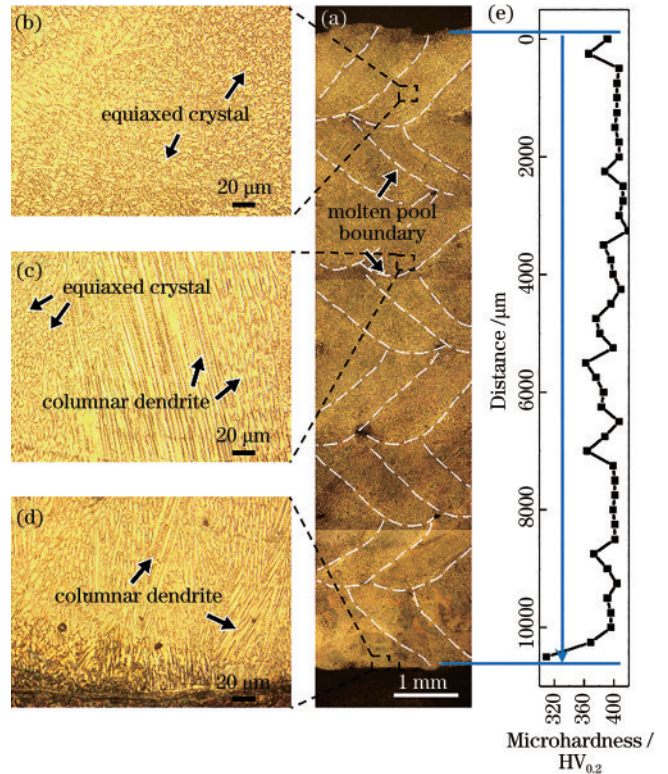 (b)
equiaxed crystal
20 μm
(a)
molten pool
boundary
1 mm
(c)
equiaxed crystal
columnar dendrite
20 μm
(d)
columnar dendrite
20 μm
(e)
0
2000
4000
6000
8000
10000
Distance /μm
320 360 400
Microhardness /
HV0.2